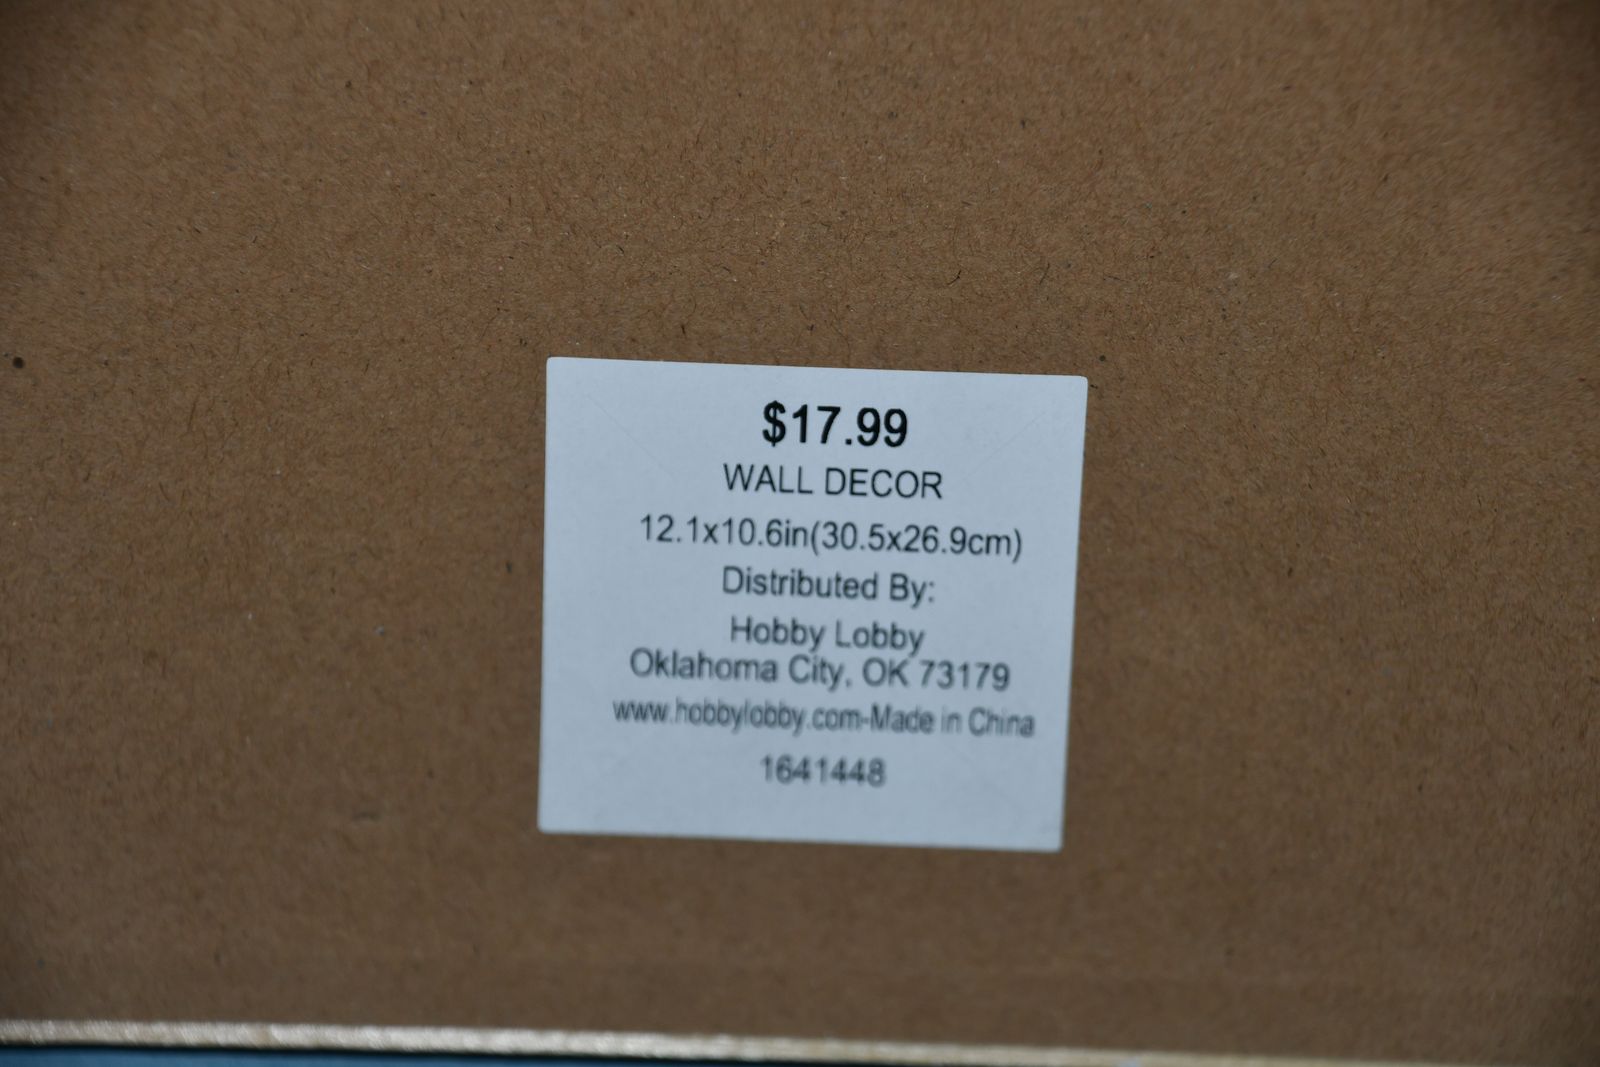 $17.99
WALL DECOR
12.1x10.6in(30.5x26.9cm)
Distributed By:
Hobby Lobby
Oklahoma City, OK 73179
www.hobbylobby.com-Made in China
1641448